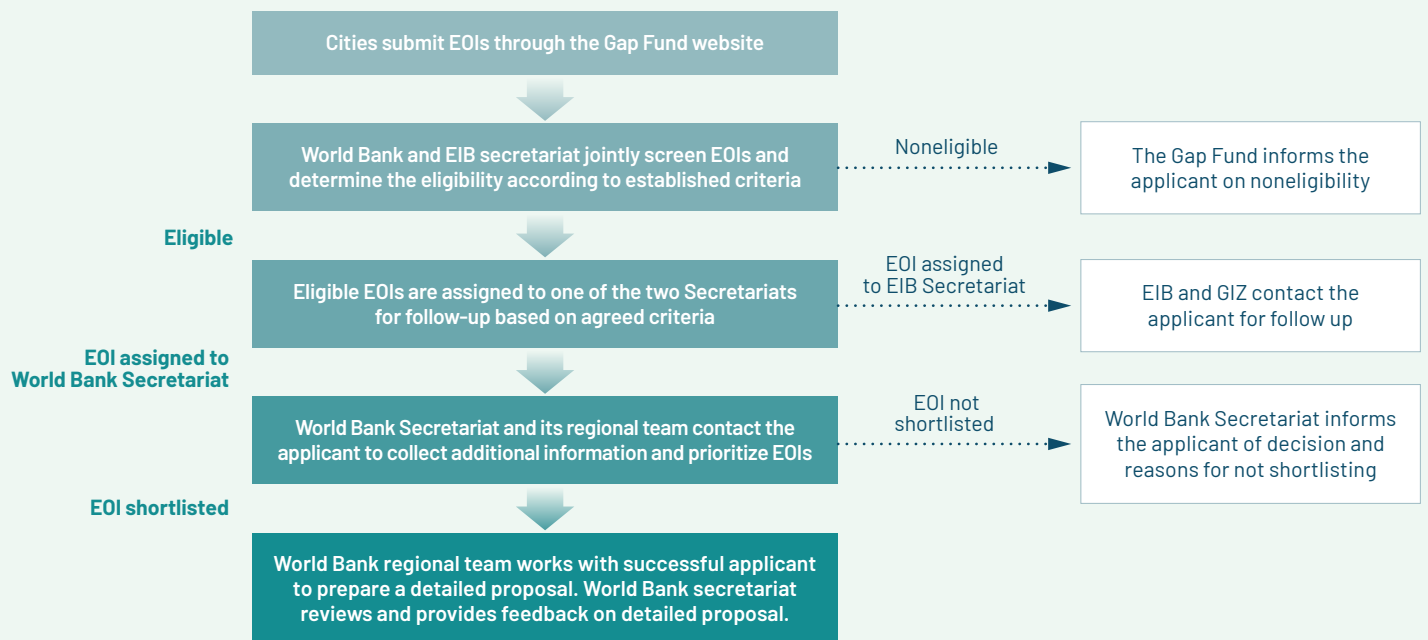 Cities submit EOIs through the Gap Fund website
World Bank and EIB secretariat jointly screen EOIs and
determine the eligibility according to established criteria
Noneligible
The Gap Fund informs the
applicant on noneligibility
Eligible
Eligible EOIs are assigned to one of the two Secretariats
for follow-up based on agreed criteria
EOI assigned
to EIB Secretariat
EIB and GIZ contact the
applicant for follow up
EOI assigned to
World Bank Secretariat
World Bank Secretariat and its regional team contact the
applicant to collect additional information and prioritize EOIs
EOI not
shortlisted
World Bank Secretariat informs
the applicant of decision and
reasons for not shortlisting
EOI shortlisted
World Bank regional team works with successful applicant
to prepare a detailed proposal. World Bank secretariat
reviews and provides feedback on detailed proposal.